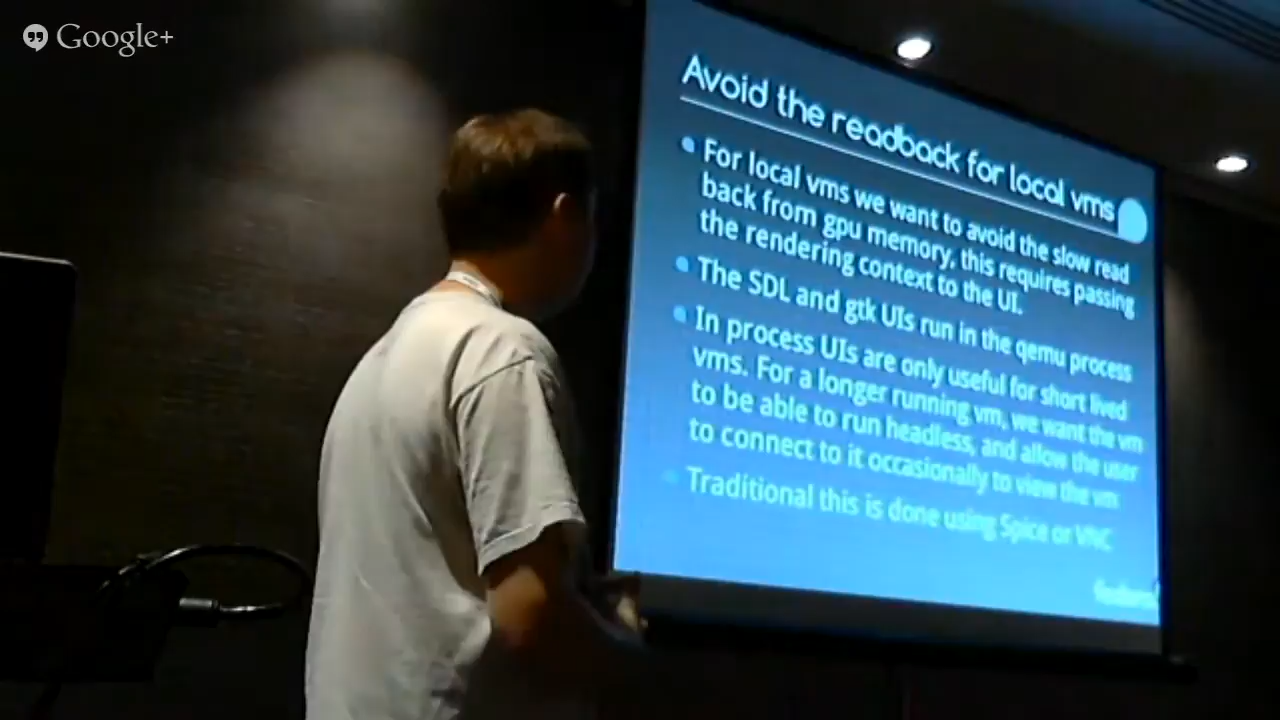 Google+
Avoid the readback for local vms
For local vms we want to avoid the slow read
back from gpu memory, this requires passing
the rendering context to the UI.
The SDL and gtk UIs run in the qemu process
In process UIs are only useful for short lived
vms. For a longer running vm, we want the vm
to be able to run headless, and allow the user
to connect to it occasionally to view the vm
Traditional this is done using Spice or VNC
fedora